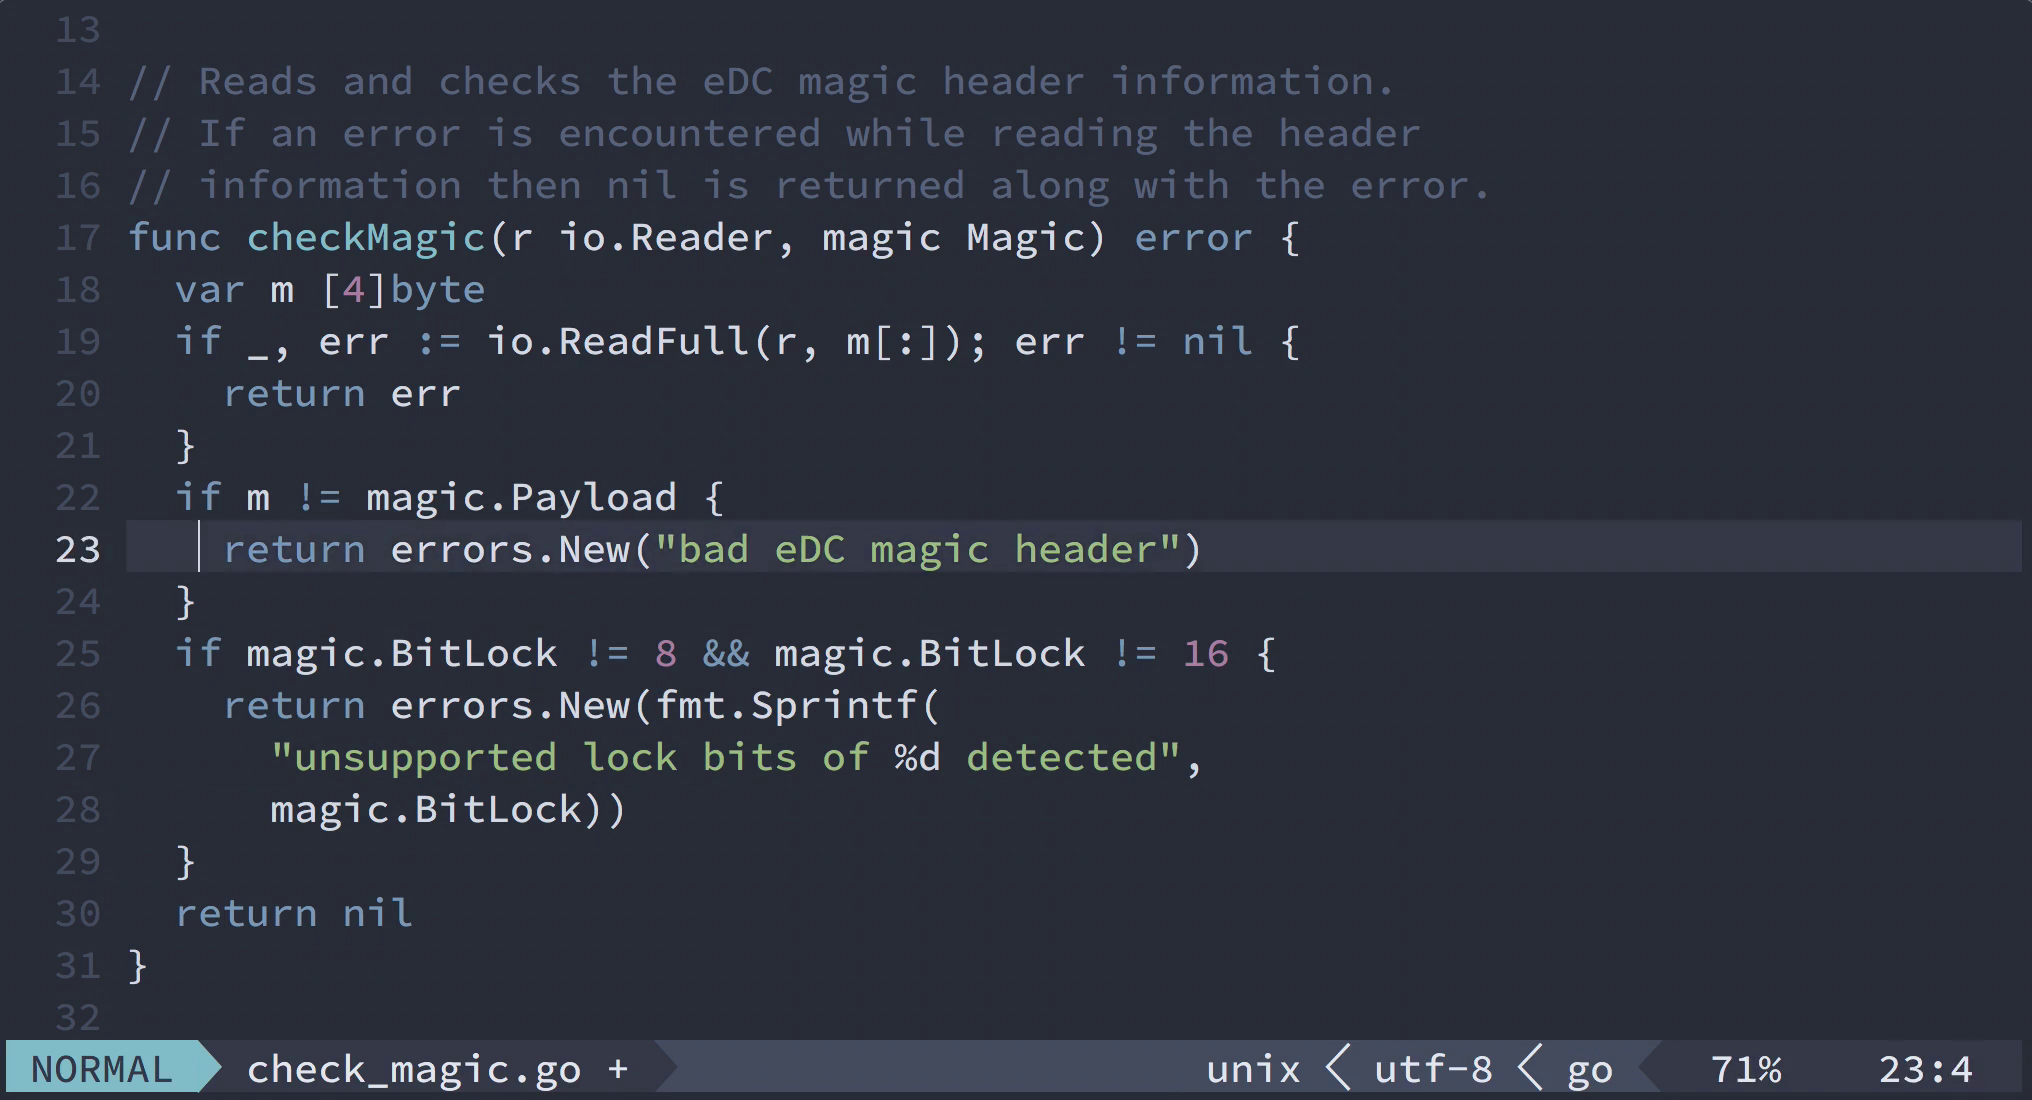 13
14 // Reads and checks the eDC magic header information.
15 // If an error is encountered while reading the header
16 // information then nil is returned along with the error.
17 func checkMagic(r io.Reader, magic Magic) error {
18   var m [4]byte
19   if _, err := io.ReadFull(r, m[:]); err != nil {
20     return err
21   }
22   if m != magic.Payload {
23     return errors.New("bad eDC magic header")
24   }
25   if magic.BitLock != 8 && magic.BitLock != 16 {
26     return errors.New(fmt.Sprintf(
27       "unsupported lock bits of %d detected",
28       magic.BitLock))
29   }
30   return nil
31 }
32
NORMAL check_magic.go + unix < utf-8 < go 71% 23:4